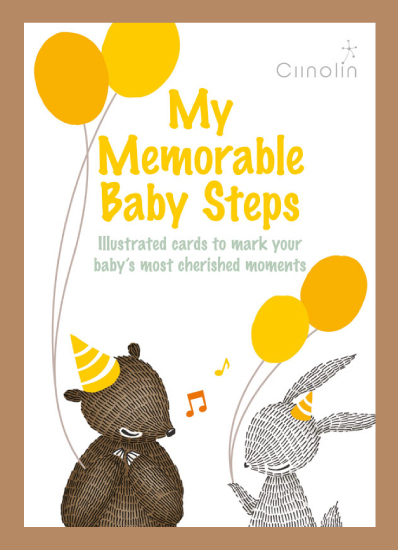 Ciinolin
My
Memorable
Baby Steps
Illustrated cards to mark your
baby's most cherished moments